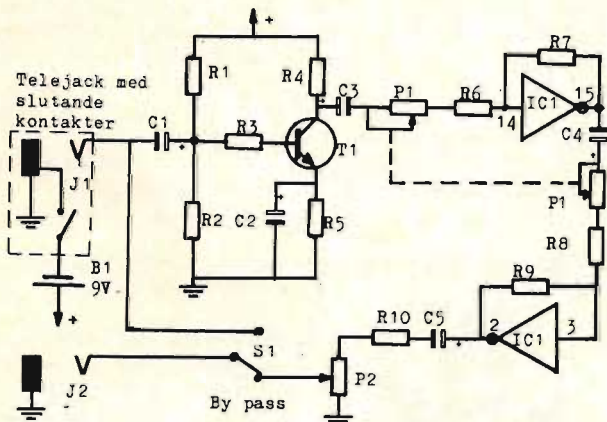 +
R1
R4
C3
P1
R6
R7
14
IC1
15
Telejack med
slutande
kontakter
C1
+
R3
T1
C4
+
J1
R2
C2
+
R5
P1
R8
B1
9V
+
R9
R10
C5
+
2
IC1
3
S1
P2
J2
By pass